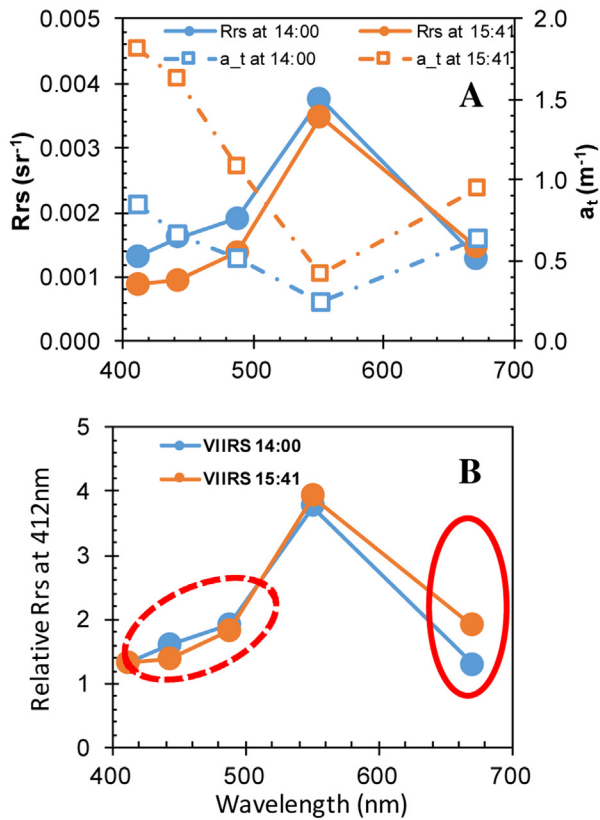 Rrs at 14:00 Rrs at 15:41
a_t at 14:00 a_t at 15:41
A
0.005
0.004
0.003
0.002
0.001
0.000
Rrs (sr⁻¹)
2.0
1.5
1.0
0.5
0.0
aₜ (m⁻¹)
400 500 600 700
VIIRS 14:00
VIIRS 15:41
B
5
4
3
2
1
0
Relative Rrs at 412nm
400 500 600 700
Wavelength (nm)